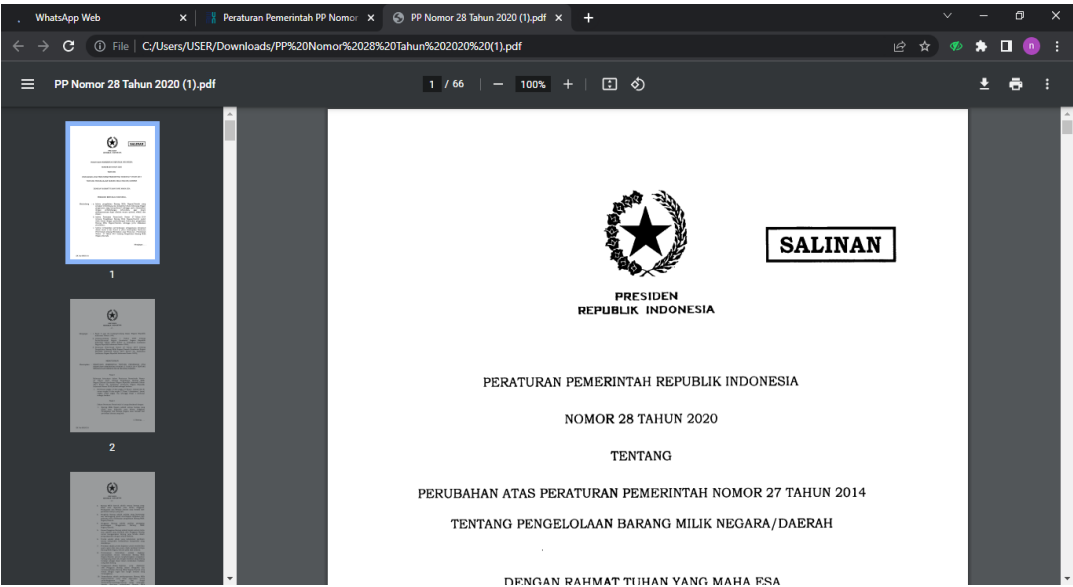 WhatsApp Web
Peraturan Pemerintah PP Nomor
PP Nomor 28 Tahun 2020 (1).pdf
File
C:/Users/USER/Downloads/PP%20Nomor%2028%20Tahun%202020%20(1).pdf
n
PP Nomor 28 Tahun 2020 (1).pdf
1 / 66
100%
1
2
SALINAN
PRESIDEN
REPUBLIK INDONESIA
PERATURAN PEMERINTAH REPUBLIK INDONESIA
NOMOR 28 TAHUN 2020
TENTANG
PERUBAHAN ATAS PERATURAN PEMERINTAH NOMOR 27 TAHUN 2014
TENTANG PENGELOLAAN BARANG MILIK NEGARA/DAERAH
DENGAN RAHMAT TUHAN YANG MAHA ESA